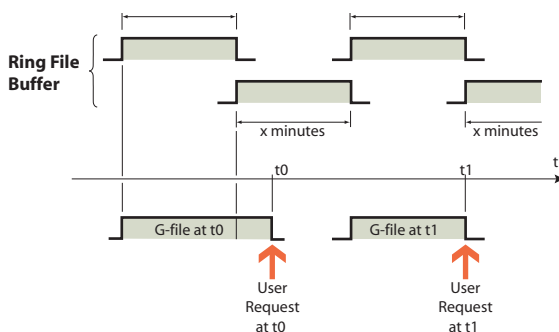 Ring File
Buffer
x minutes
x minutes
t0
t1
t
G-file at t0
G-file at t1
User
Request
at t0
User
Request
at t1